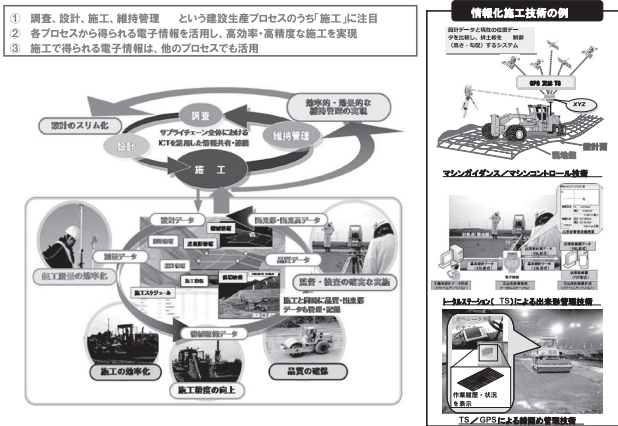 ① 調査、設計、施工、維持管理 という建設生産プロセスのうち「施工」に注目
② 各プロセスから得られる電子情報を活用し、高効率・高精度な施工を実現
③ 施工で得られる電子情報は、他のプロセスでも活用
設計のスリム化
調査
効率的・効果的な
維持管理の実現
サプライチェーン全体における
ICTを活用した情報共有・連携
設計
維持管理
施 工
設計データ
出来形・出来高データ
測量データ
品質データ
施工測量の効率化
施工スケジュール
監督・検査の確実な実施
施工と同時に品質・出来形
データも管理・記録
施工の効率化
施工精度の向上
品質の確保
情報化施工技術の例
設計データと現在の位置デー
タを比較し、排土板を 制御
(高さ・勾配)するシステム
GPS 又は TS
XYZ
設計面
現地盤
マシンガイダンス/マシンコントロール技術
トータルステーション( TS)による出来形管理技術
作業履歴・状況
を表示
TS/GPSによる締固め管理技術